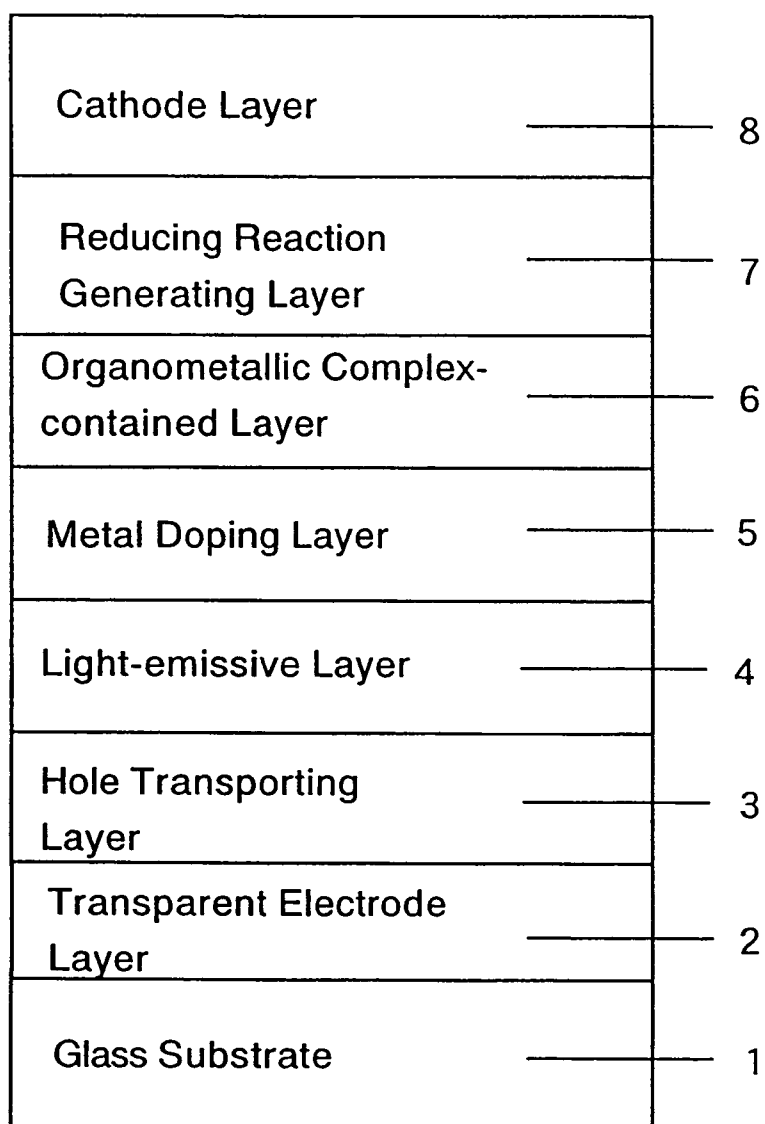 Cathode Layer
8
Reducing Reaction
Generating Layer
7
Organometallic Complex-
contained Layer
6
Metal Doping Layer
5
Light-emissive Layer
4
Hole Transporting
Layer
3
Transparent Electrode
Layer
2
Glass Substrate
1